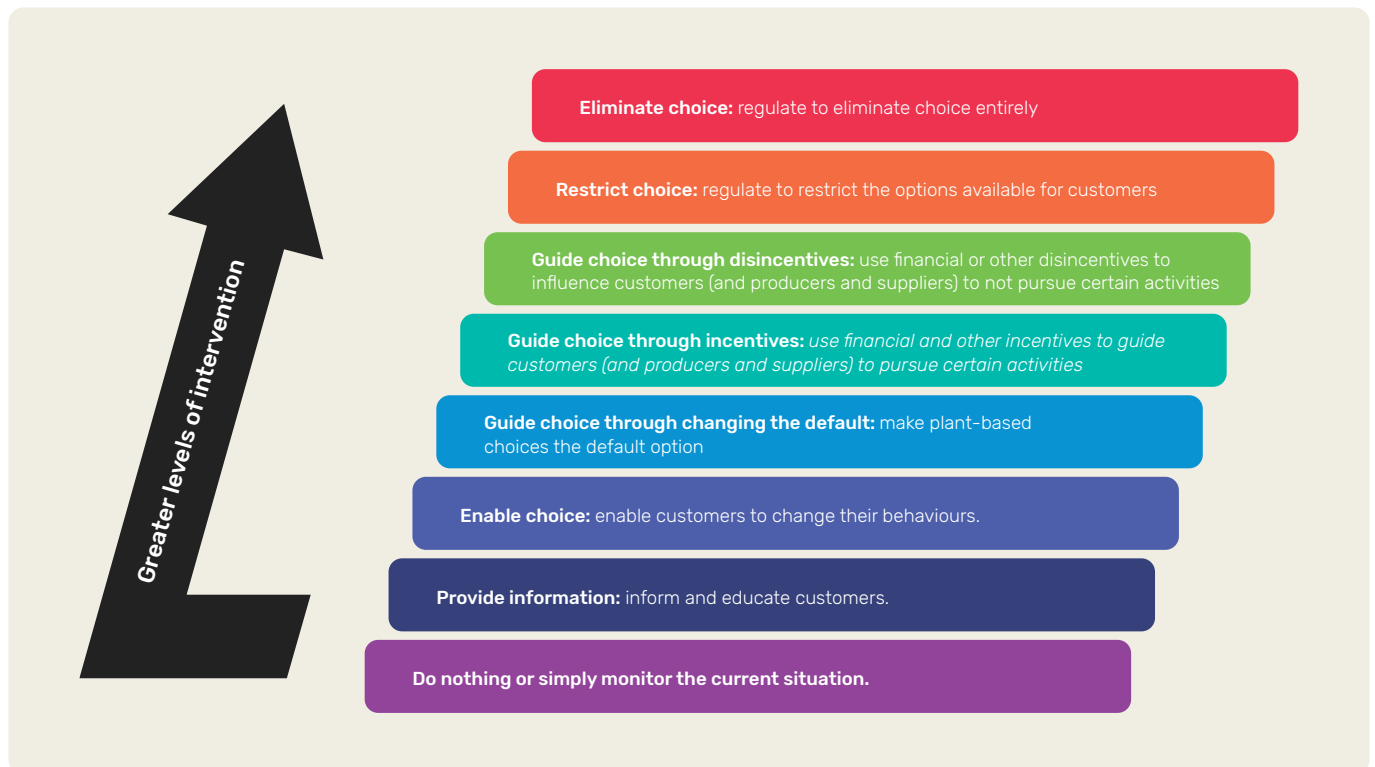 Greater levels of intervention
Eliminate choice: regulate to eliminate choice entirely
Restrict choice: regulate to restrict the options available for customers
Guide choice through disincentives: use financial or other disincentives to
influence customers (and producers and suppliers) to not pursue certain activities
Guide choice through incentives: use financial and other incentives to guide
customers (and producers and suppliers) to pursue certain activities
Guide choice through changing the default: make plant-based
choices the default option
Enable choice: enable customers to change their behaviours.
Provide information: inform and educate customers.
Do nothing or simply monitor the current situation.